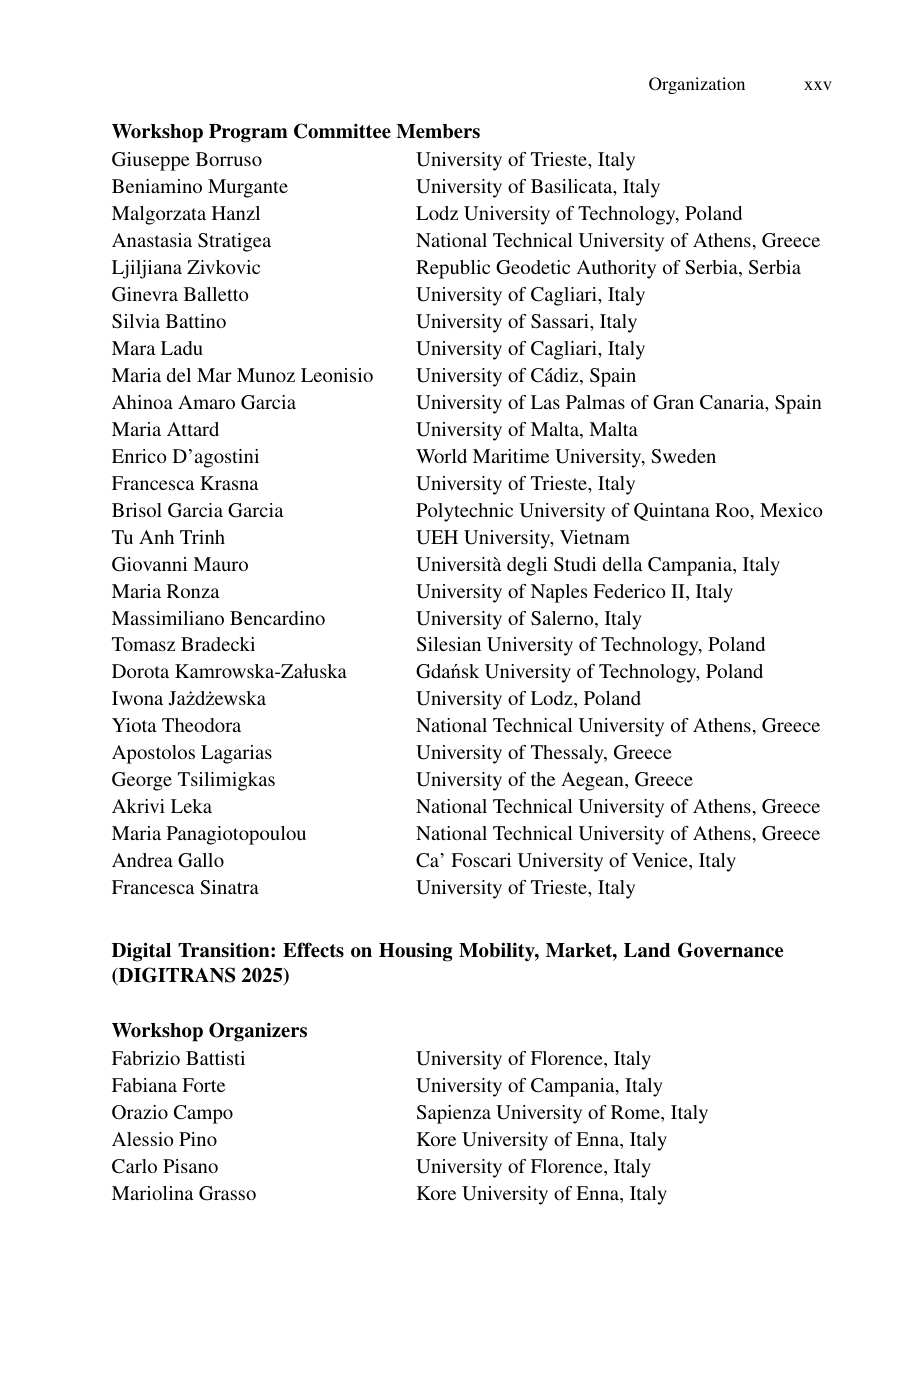 Organization xxv
Workshop Program Committee Members
Giuseppe Borruso University of Trieste, Italy
Beniamino Murgante University of Basilicata, Italy
Malgorzata Hanzl Lodz University of Technology, Poland
Anastasia Stratigea National Technical University of Athens, Greece
Ljiljiana Zivkovic Republic Geodetic Authority of Serbia, Serbia
Ginevra Balletto University of Cagliari, Italy
Silvia Battino University of Sassari, Italy
Mara Ladu University of Cagliari, Italy
Maria del Mar Munoz Leonisio University of Cádiz, Spain
Ahinoa Amaro Garcia University of Las Palmas of Gran Canaria, Spain
Maria Attard University of Malta, Malta
Enrico D’agostini World Maritime University, Sweden
Francesca Krasna University of Trieste, Italy
Brisol Garcia Garcia Polytechnic University of Quintana Roo, Mexico
Tu Anh Trinh UEH University, Vietnam
Giovanni Mauro Università degli Studi della Campania, Italy
Maria Ronza University of Naples Federico II, Italy
Massimiliano Bencardino University of Salerno, Italy
Tomasz Bradecki Silesian University of Technology, Poland
Dorota Kamrowska-Załuska Gdańsk University of Technology, Poland
Iwona Jażdżewska University of Lodz, Poland
Yiota Theodora National Technical University of Athens, Greece
Apostolos Lagarias University of Thessaly, Greece
George Tsilimigkas University of the Aegean, Greece
Akrivi Leka National Technical University of Athens, Greece
Maria Panagiotopoulou National Technical University of Athens, Greece
Andrea Gallo Ca’ Foscari University of Venice, Italy
Francesca Sinatra University of Trieste, Italy
Digital Transition: Effects on Housing Mobility, Market, Land Governance
(DIGITRANS 2025)
Workshop Organizers
Fabrizio Battisti University of Florence, Italy
Fabiana Forte University of Campania, Italy
Orazio Campo Sapienza University of Rome, Italy
Alessio Pino Kore University of Enna, Italy
Carlo Pisano University of Florence, Italy
Mariolina Grasso Kore University of Enna, Italy